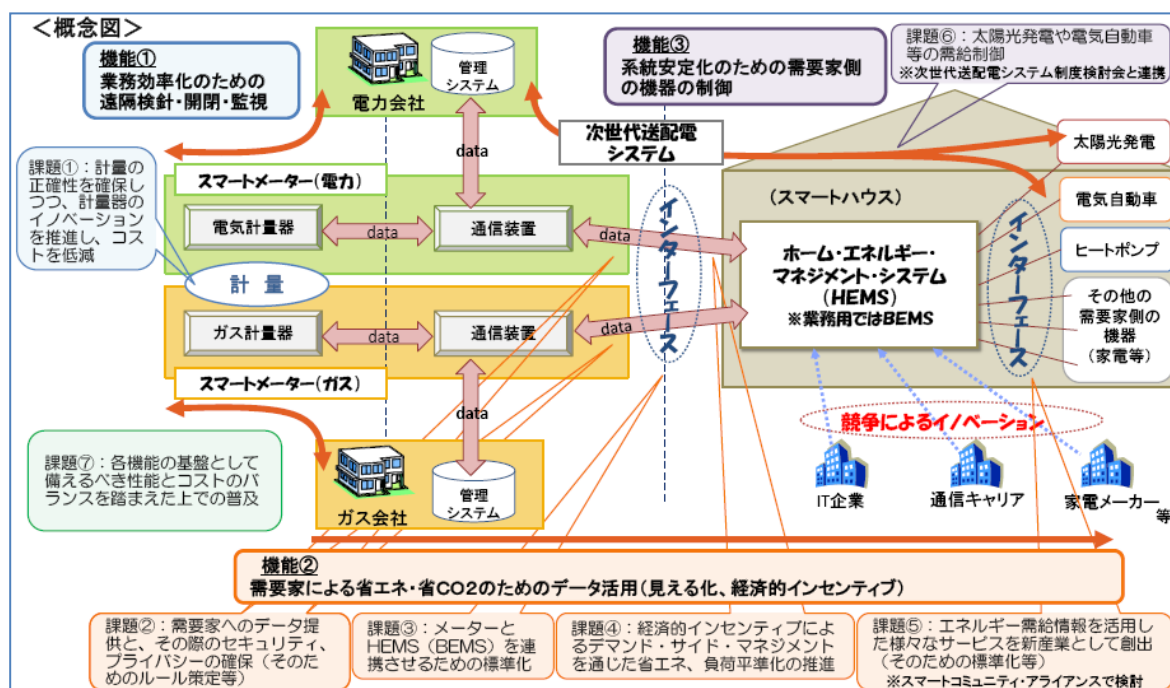 ＜概念図＞
機能①
業務効率化のための
遠隔検針・開閉・監視
管理
システム
電力会社
機能③
系統安定化のための需要家側
の機器の制御
課題⑥：太陽光発電や電気自動車
等の需給制御
※次世代送配電システム制度検討会と連携
次世代送配電
システム
data
課題①：計量の
正確性を確保し
つつ、計量器の
イノベーション
を推進し、コス
トを低減
スマートメーター（電力）
電気計量器
data
通信装置
data
計 量
ガス計量器
data
通信装置
data
スマートメーター（ガス）
インターフェース
（スマートハウス）
ホーム・エネルギー・
マネジメント・システム
（HEMS）
※業務用ではBEMS
インターフェース
太陽光発電
電気自動車
ヒートポンプ
その他の
需要家側の
機器
（家電等）
data
課題⑦：各機能の基盤として
備えるべき性能とコストのバ
ランスを踏まえた上での普及
ガス会社
管理
システム
競争によるイノベーション
IT企業
通信キャリア
家電メーカー
等
機能②
需要家による省エネ・省CO2のためのデータ活用（見える化、経済的インセンティブ）
課題②：需要家へのデータ提
供と、その際のセキュリティ、
プライバシーの確保（そのた
めのルール策定等）
課題③：メーターと
HEMS（BEMS）を連
携させるための標準化
課題④：経済的インセンティブによ
るデマンド・サイド・マネジメント
を通じた省エネ、負荷平準化の推進
課題⑤：エネルギー需給情報を活用し
た様々なサービスを新産業として創出
（そのための標準化等）
※スマートコミュニティ・アライアンスで検討